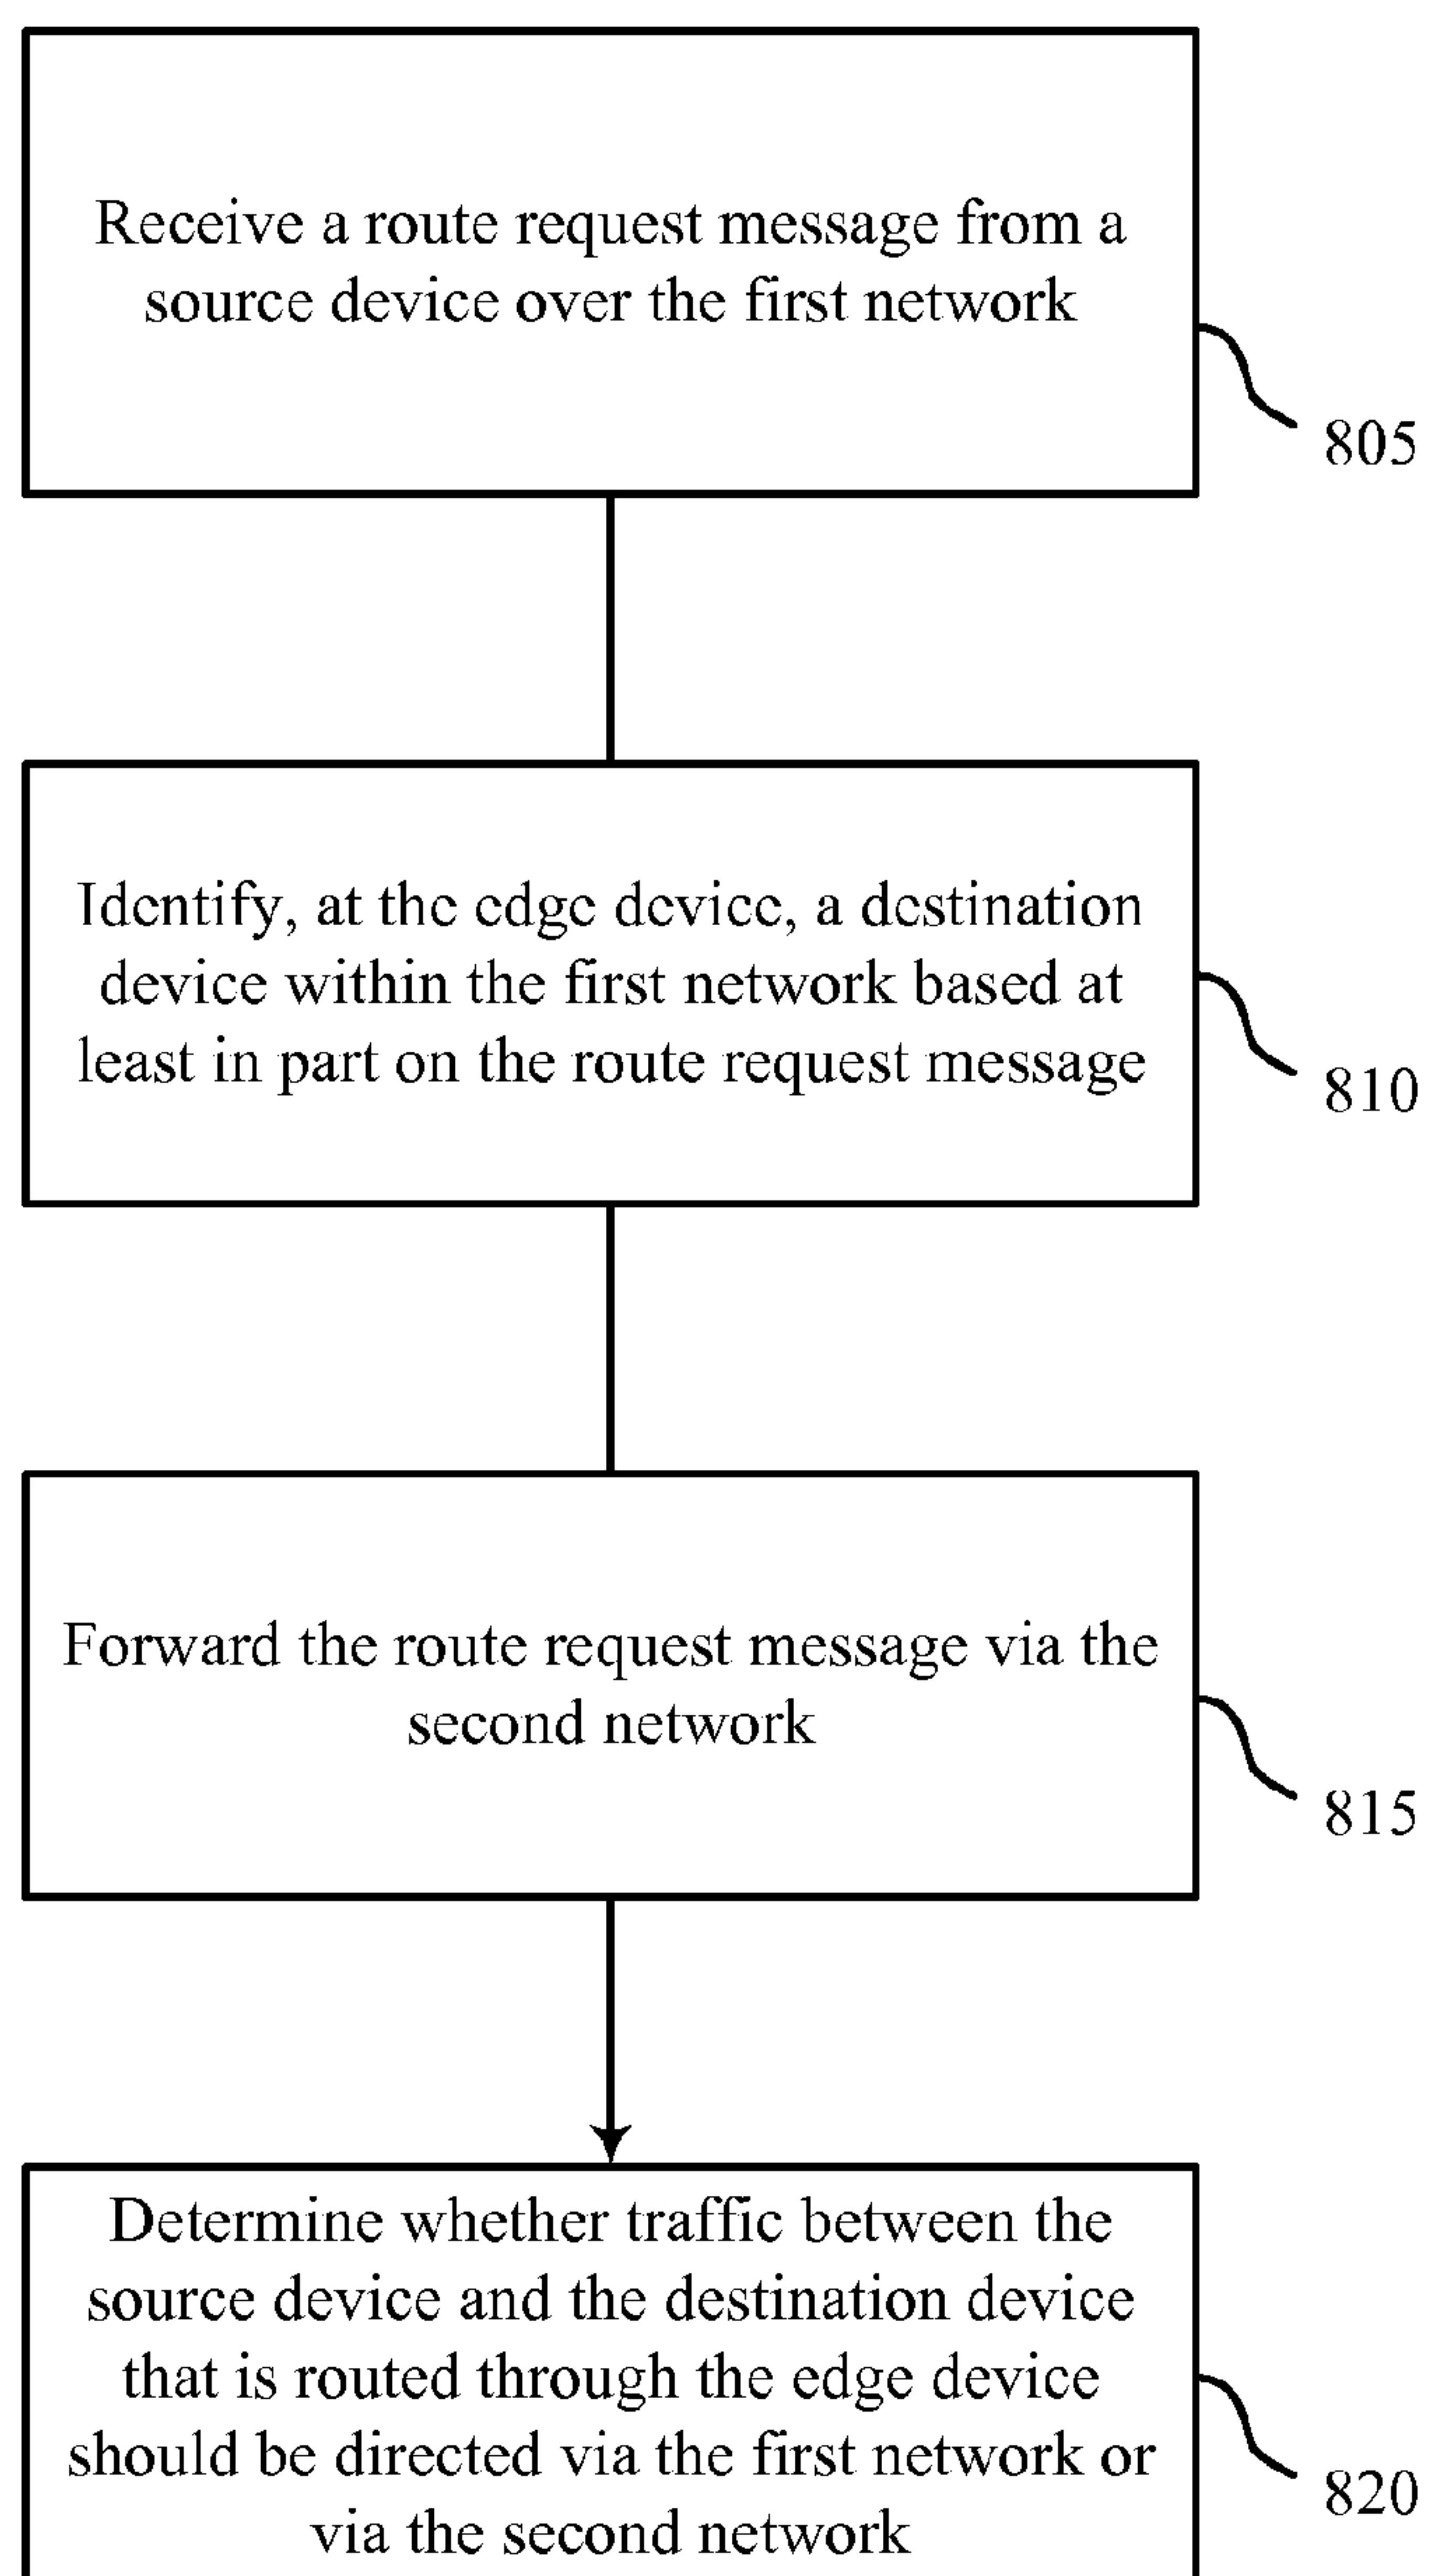 Receive a route request message from a
source device over the first network
805
Identify, at the edge device, a destination
device within the first network based at
least in part on the route request message
810
Forward the route request message via the
second network
815
Determine whether traffic between the
source device and the destination device
that is routed through the edge device
should be directed via the first network or
via the second network
820